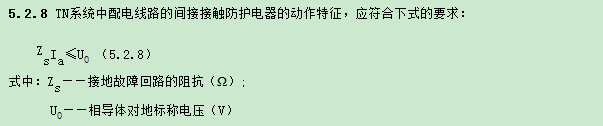 5.2.8 TN系统中配电线路的间接接触防护电器的动作特征，应符合下式的要求：
ZsIa≤U0 （5.2.8）
式中：Zs－－接地故障回路的阻抗（Ω）；
U0－－相导体对地标称电压（V）